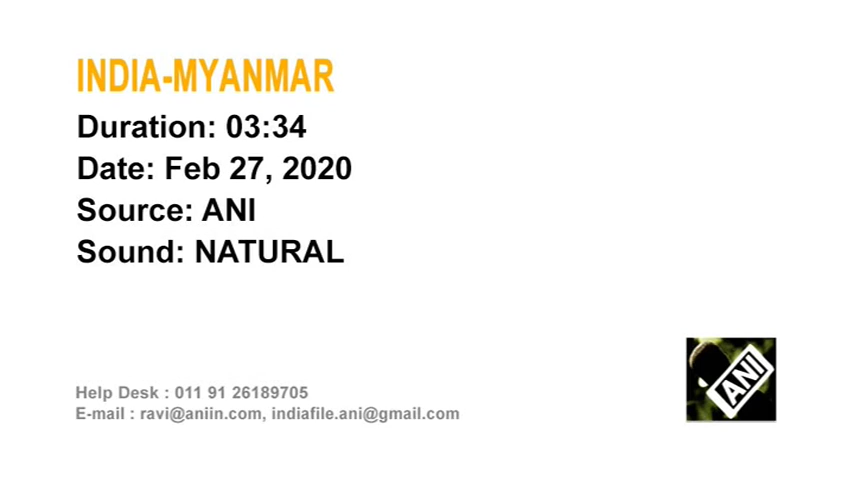 INDIA-MYANMAR
Duration: 03:34
Date: Feb 27, 2020
Source: ANI
Sound: NATURAL
Help Desk : 011 91 26189705
E-mail : ravi@aniin.com, indiafile.ani@gmail.com
ANI